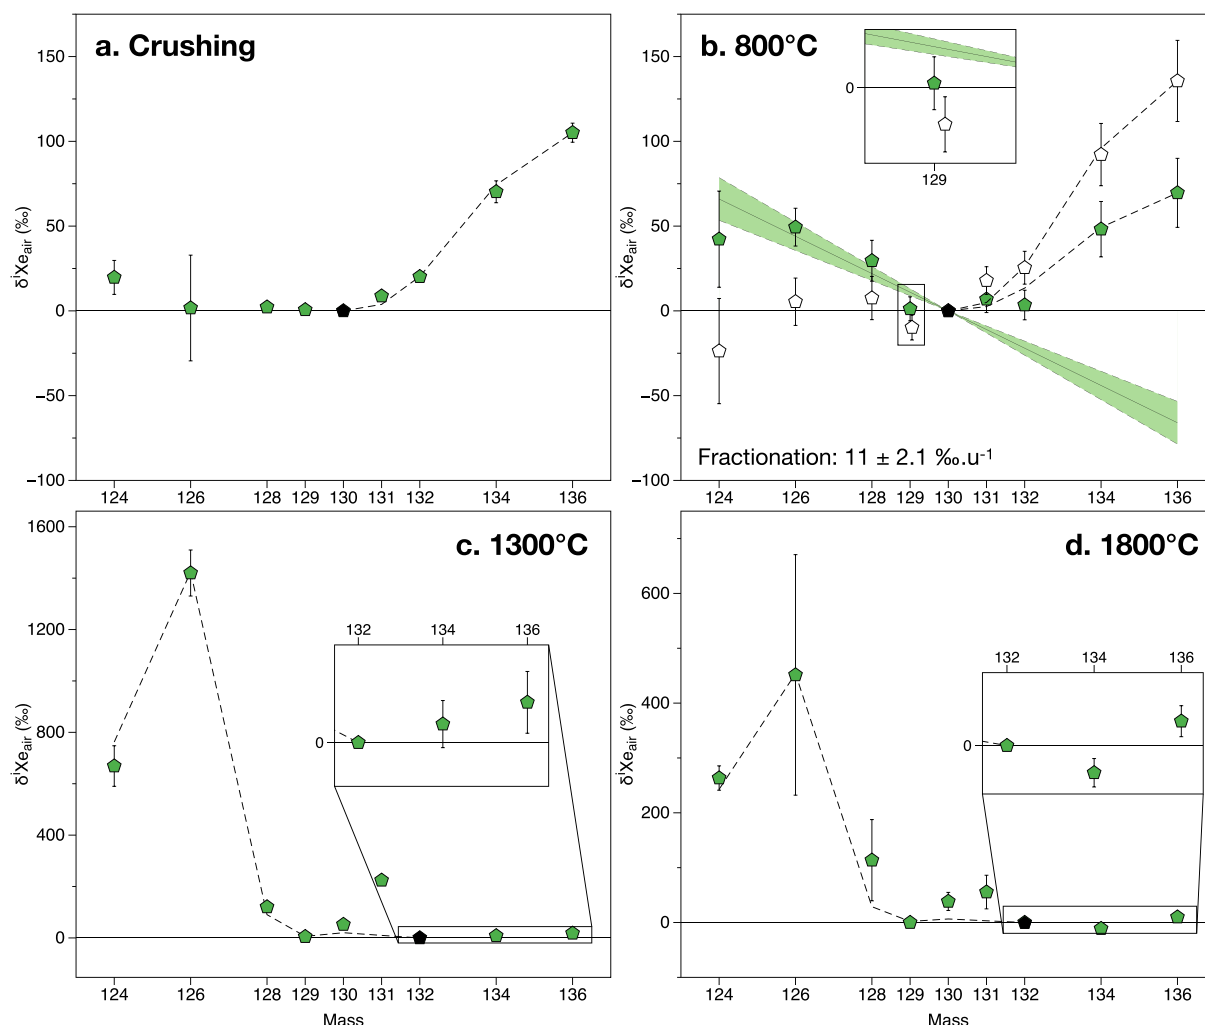 a. Crushing
150
100
50
0
−50
−100
δⁱXeₐᵢᵣ (‰)
124 126 128 129 130 131 132 134 136
b. 800°C
150
100
50
0
−50
−100
δⁱXeₐᵢᵣ (‰)
0
129
Fractionation: 11 ± 2.1 ‰.u⁻¹
124 126 128 129 130 131 132 134 136
c. 1300°C
1600
1200
800
400
0
δⁱXeₐᵢᵣ (‰)
132 134 136
0
124 126 128 129 130 131 132 134 136
Mass
d. 1800°C
600
400
200
0
δⁱXeₐᵢᵣ (‰)
132 134 136
0
124 126 128 129 130 131 132 134 136
Mass